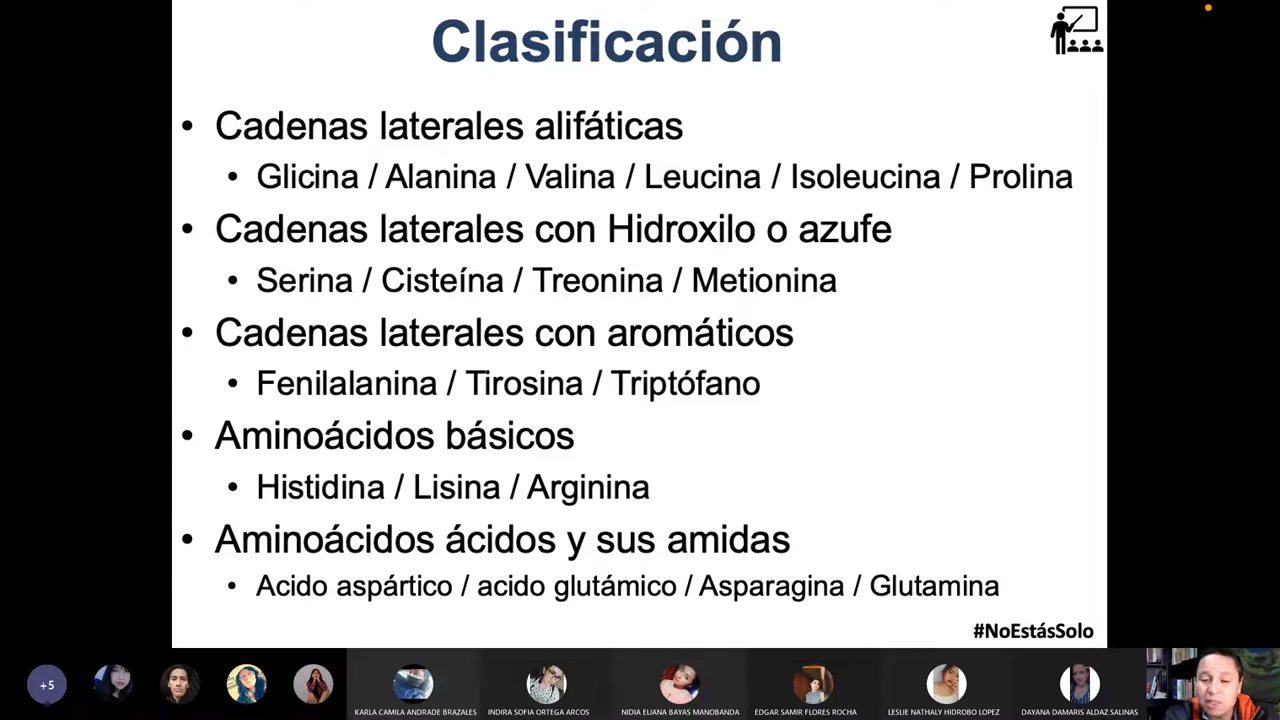 Clasificación
• Cadenas laterales alifáticas
• Glicina / Alanina / Valina / Leucina / Isoleucina / Prolina
• Cadenas laterales con Hidroxilo o azufe
• Serina / Cisteína / Treonina / Metionina
• Cadenas laterales con aromáticos
• Fenilalanina / Tirosina / Triptófano
• Aminoácidos básicos
• Histidina / Lisina / Arginina
• Aminoácidos ácidos y sus amidas
• Acido aspártico / acido glutámico / Asparagina / Glutamina
#NoEstásSolo
+5
KARLA CAMILA ANDRADE BRAZALES
INDIRA SOFIA ORTEGA ARCOS
NIDIA ELIANA BAYAS MANOBANDA
EDGAR SAMIR FLORES ROCHA
LESLIE NATHALY HIDROBO LOPEZ
DAYANA DAMARIS ALDAZ SALINAS